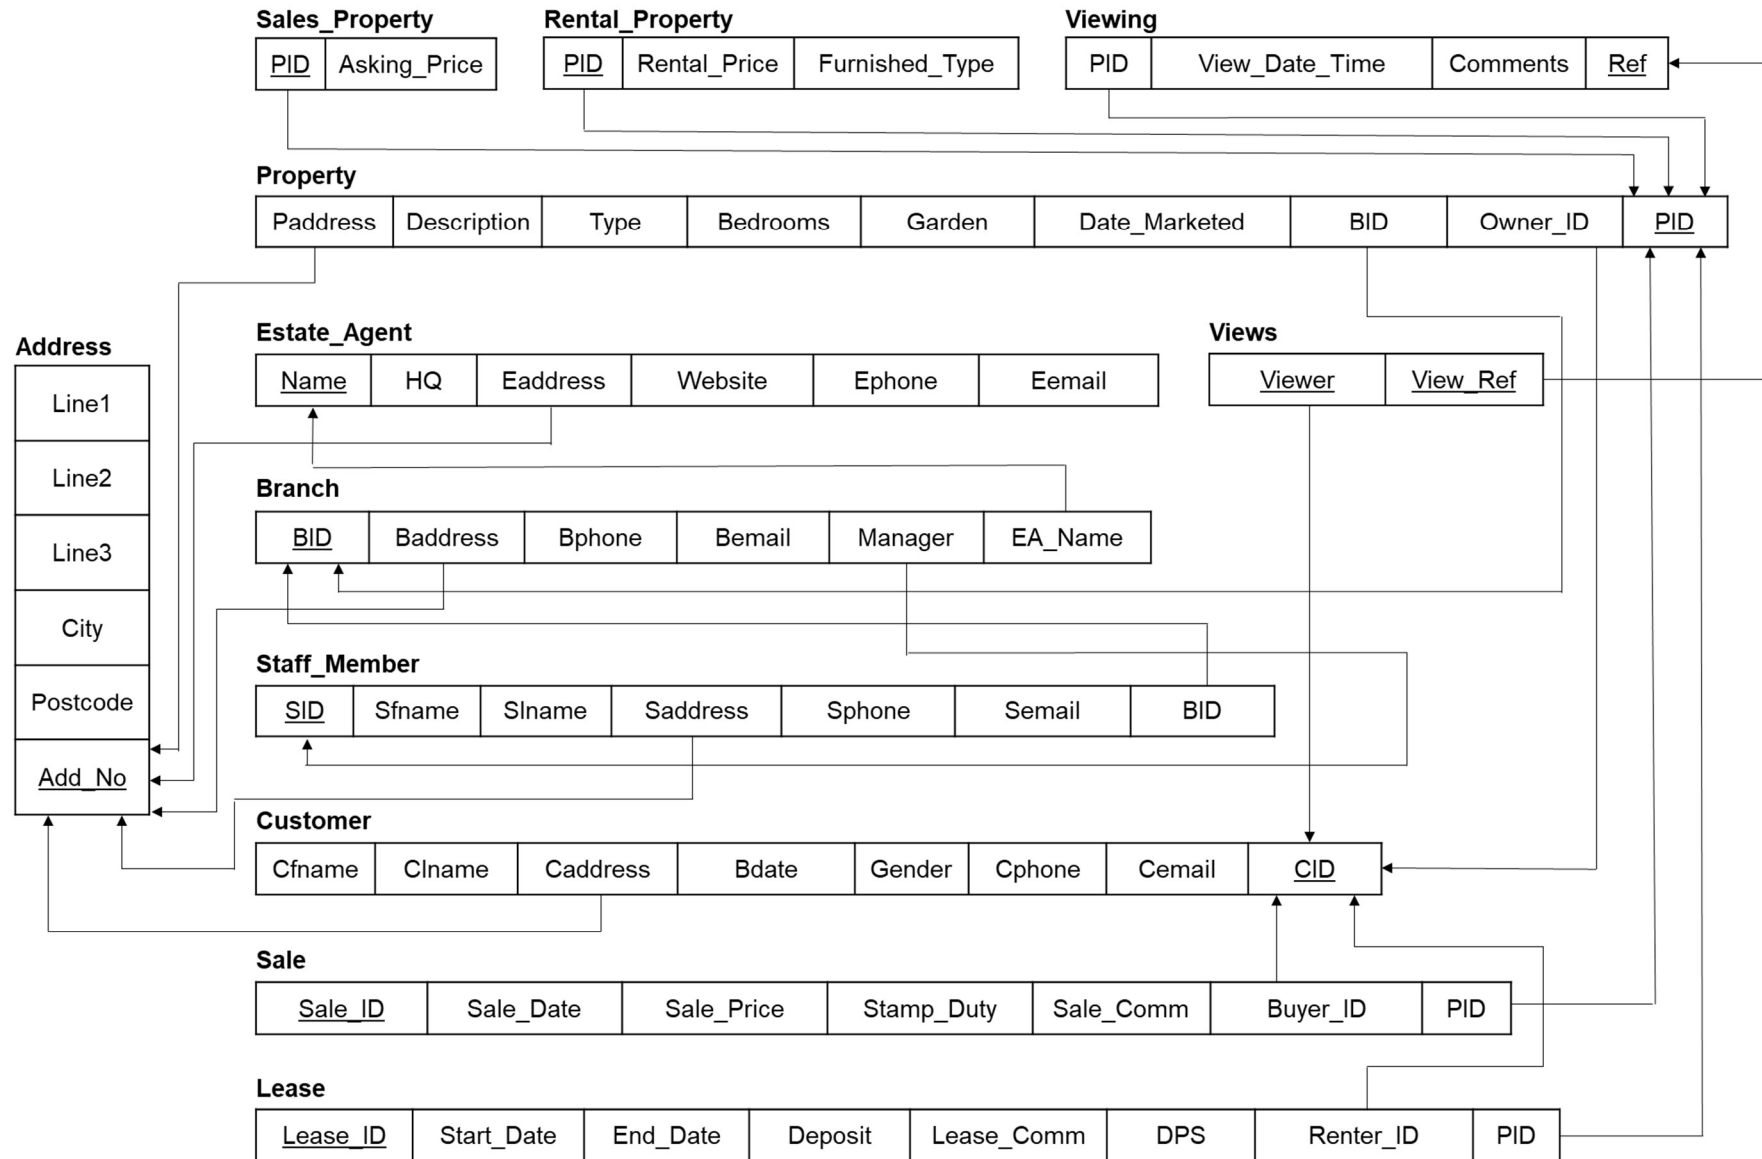 Sales_Property Rental_Property Viewing
PID Asking_Price PID Rental_Price Furnished_Type PID View_Date_Time Comments Ref
Property
Paddress Description Type Bedrooms Garden Date_Marketed BID Owner_ID PID
Estate_Agent Views
Name HQ Eaddress Website Ephone Eemail Viewer View_Ref
Address
Line1
Line2
Line3
City
Postcode
Add_No
Branch
BID Baddress Bphone Bemail Manager EA_Name
Staff_Member
SID Sfname Slname Saddress Sphone Semail BID
Customer
Cfname Clname Caddress Bdate Gender Cphone Cemail CID
Sale
Sale_ID Sale_Date Sale_Price Stamp_Duty Sale_Comm Buyer_ID PID
Lease
Lease_ID Start_Date End_Date Deposit Lease_Comm DPS Renter_ID PID